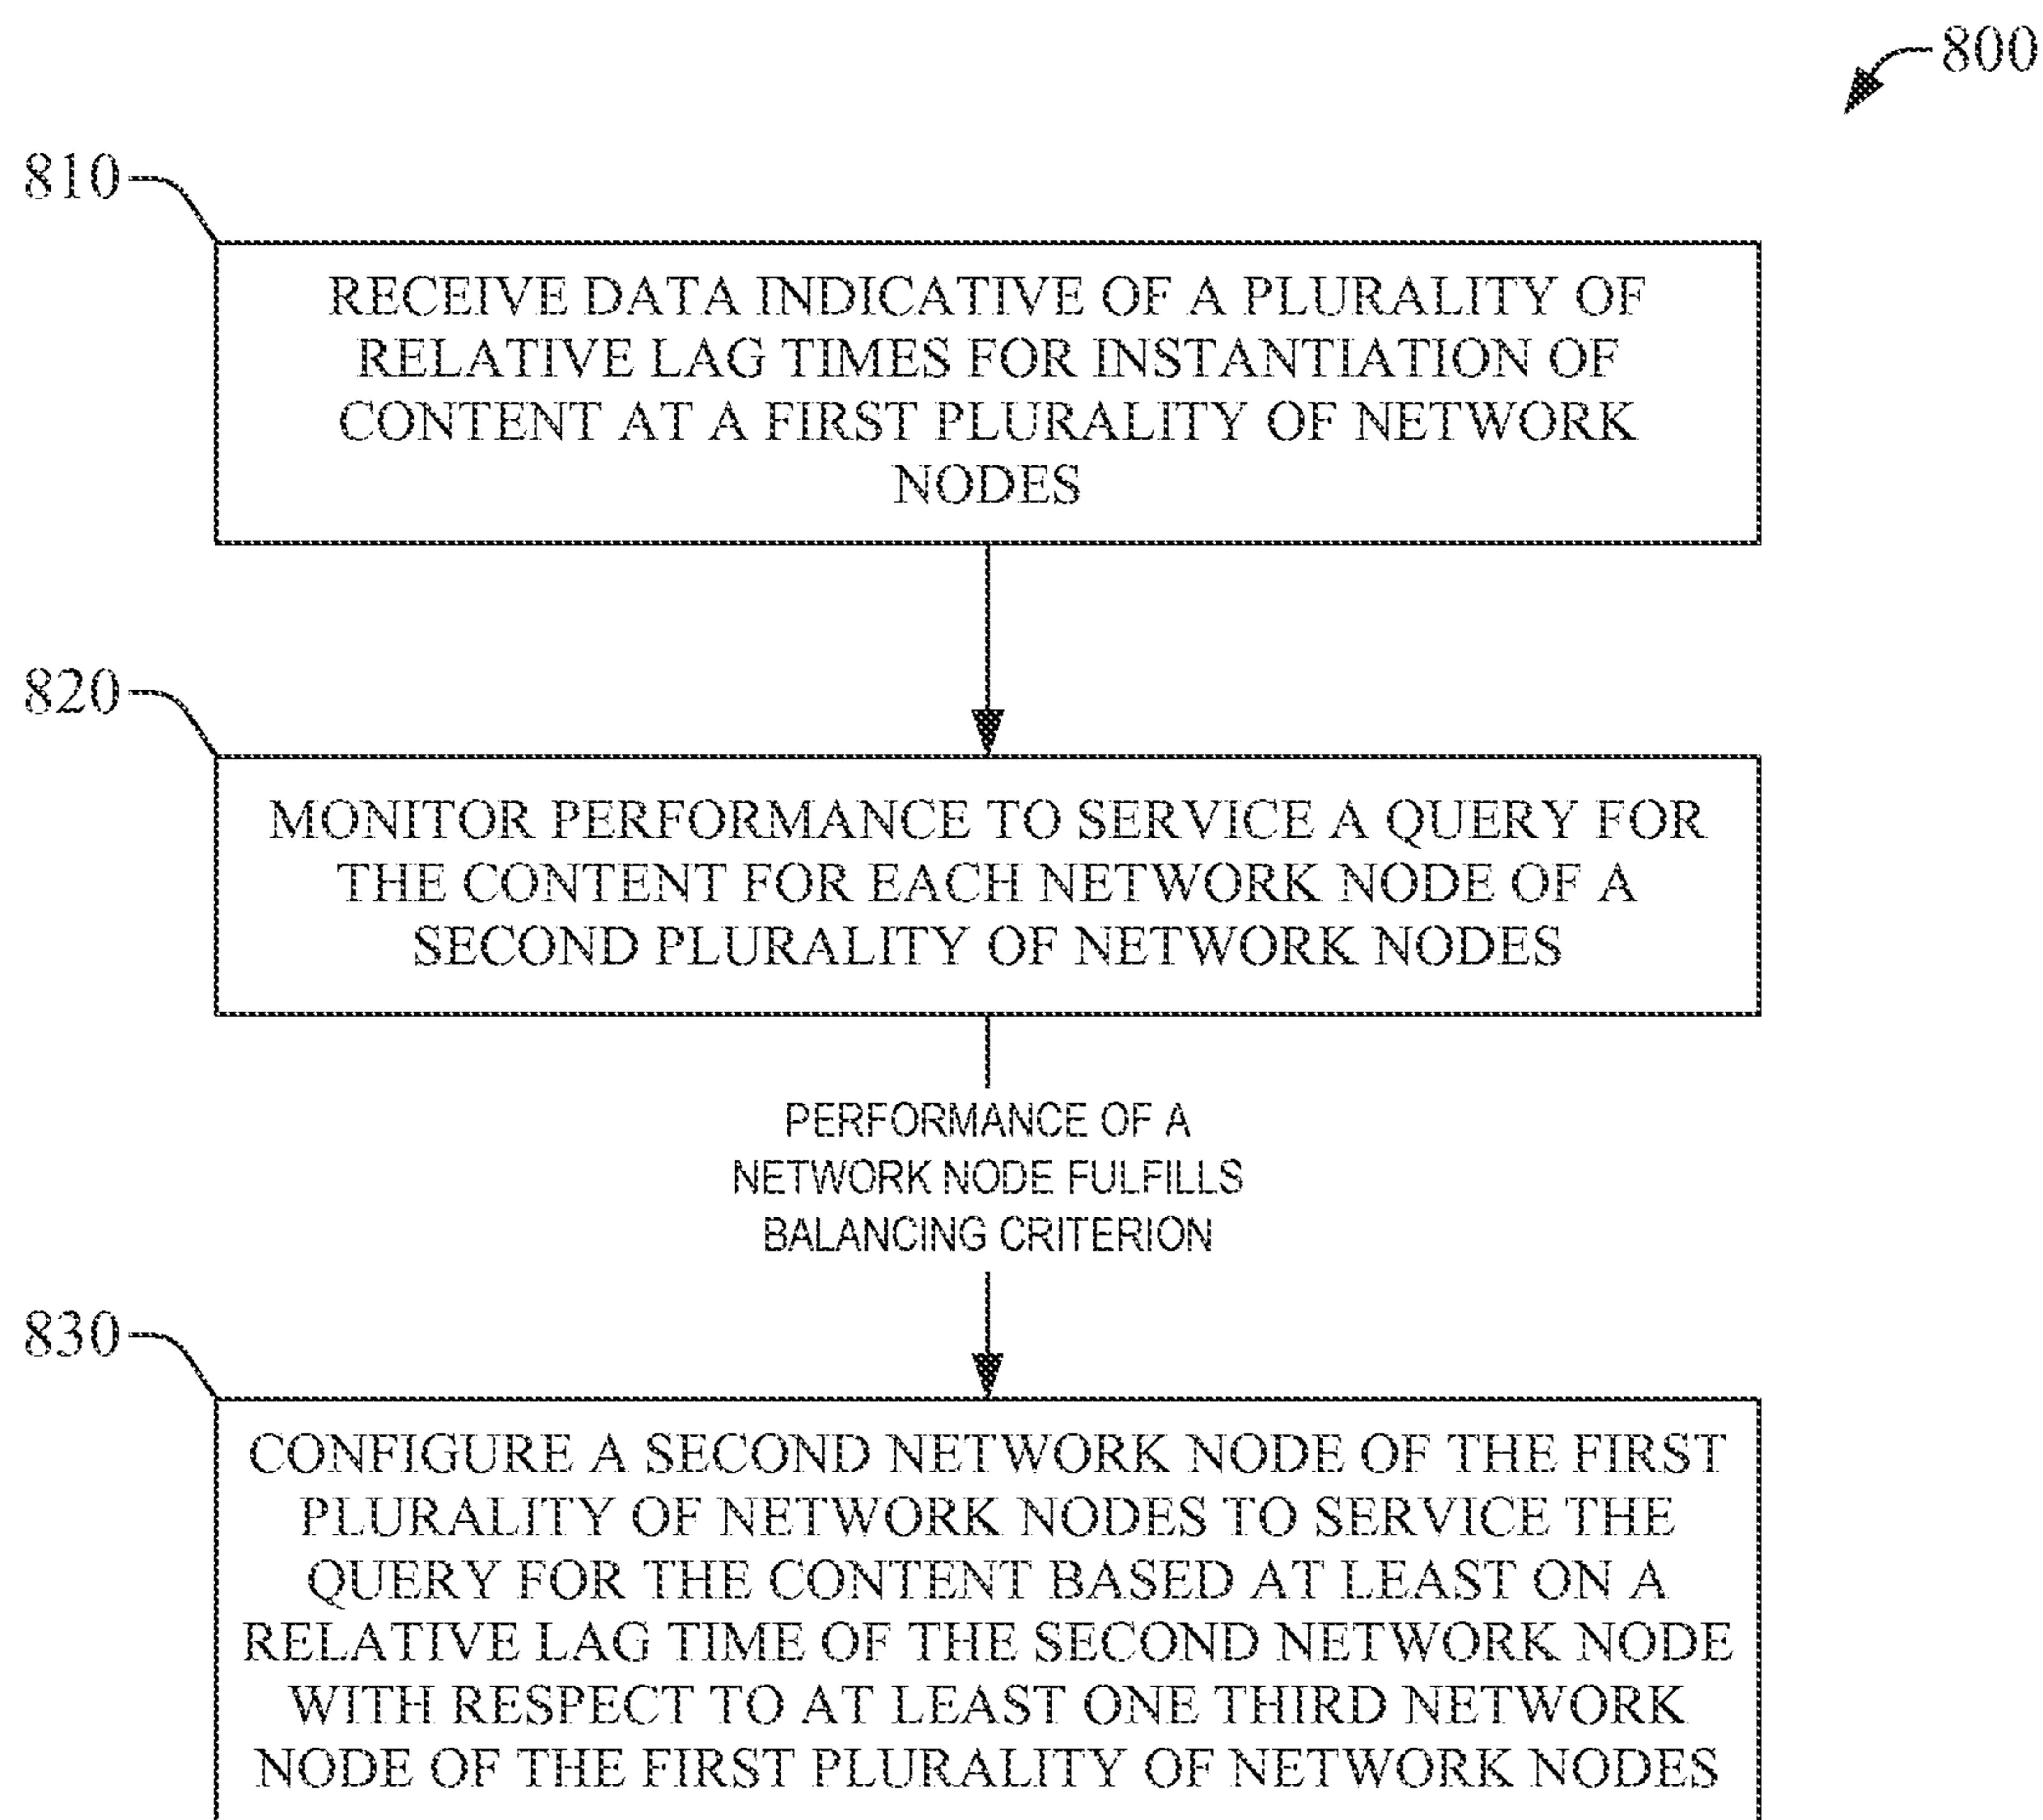 800
810
RECEIVE DATA INDICATIVE OF A PLURALITY OF
RELATIVE LAG TIMES FOR INSTANTIATION OF
CONTENT AT A FIRST PLURALITY OF NETWORK
NODES
820
MONITOR PERFORMANCE TO SERVICE A QUERY FOR
THE CONTENT FOR EACH NETWORK NODE OF A
SECOND PLURALITY OF NETWORK NODES
PERFORMANCE OF A
NETWORK NODE FULFILLS
BALANCING CRITERION
830
CONFIGURE A SECOND NETWORK NODE OF THE FIRST
PLURALITY OF NETWORK NODES TO SERVICE THE
QUERY FOR THE CONTENT BASED AT LEAST ON A
RELATIVE LAG TIME OF THE SECOND NETWORK NODE
WITH RESPECT TO AT LEAST ONE THIRD NETWORK
NODE OF THE FIRST PLURALITY OF NETWORK NODES